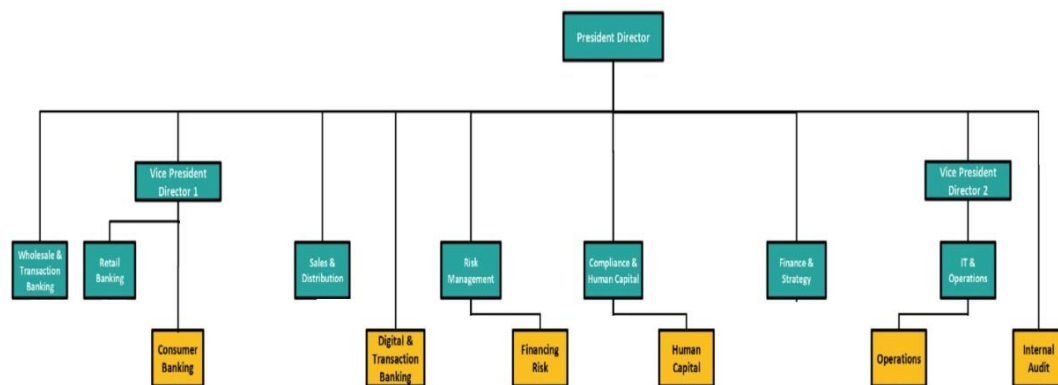 President Director
Vice President
Director 1
Vice President
Director 2
Wholesale &
Transaction
Banking
Retail
Banking
Sales &
Distribution
Risk
Management
Compliance &
Human Capital
Finance &
Strategy
IT &
Operations
Consumer
Banking
Digital &
Transaction
Banking
Financing
Risk
Human
Capital
Operations
Internal
Audit